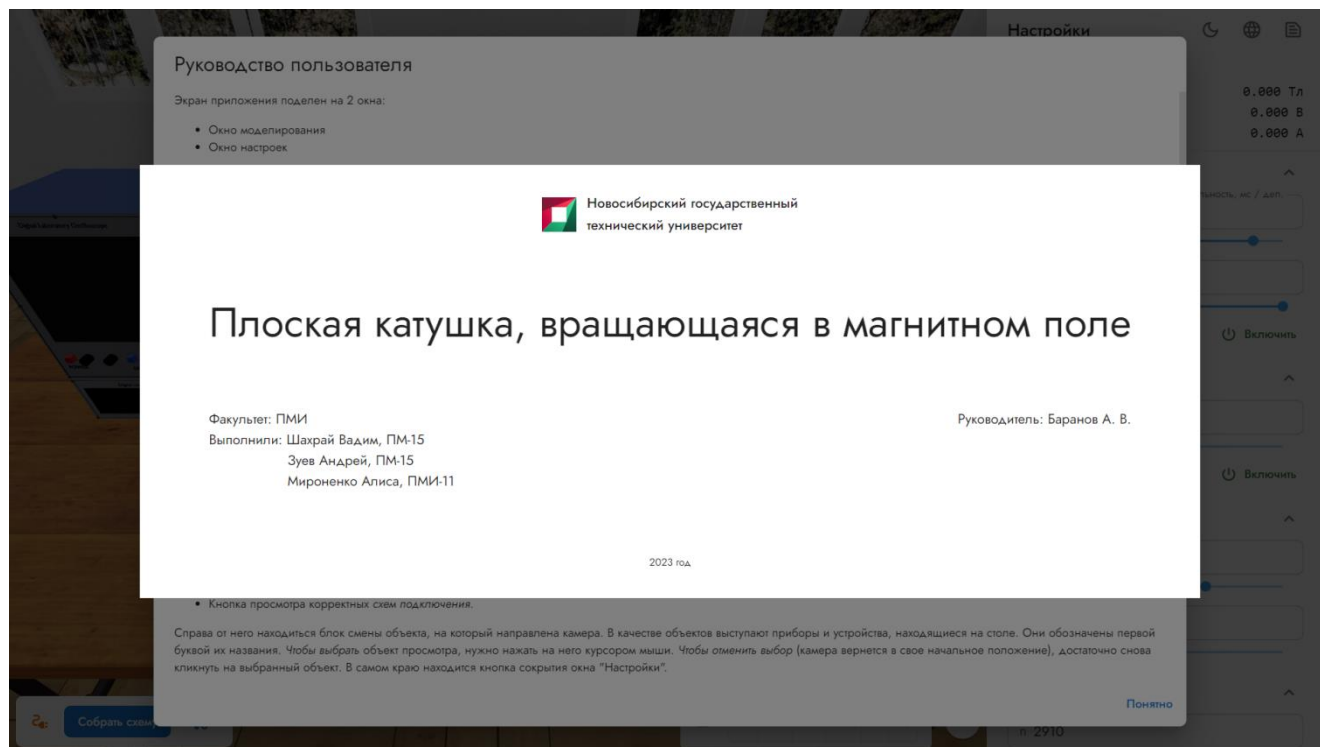 Настройки
Руководство пользователя
Экран приложения поделен на 2 окна:
• Окно моделирования
• Окно настроек
0.000 Тл
0.000 В
0.000 А
Новосибирский государственный
технический университет
мс / дел.
Плоская катушка, вращающаяся в магнитном поле
Включить
Факультет: ПМИ
Руководитель: Баранов А. В.
Выполнили: Шахрай Вадим, ПМ-15
Зуев Андрей, ПМ-15
Мироненко Алиса, ПМИ-11
Включить
2023 год
• Кнопка просмотра корректных схем подключения.
Справа от него находиться блок смены объекта, на который направлена камера. В качестве объектов выступают приборы и устройства, находящиеся на столе. Они обозначены первой
буквой их названия. Чтобы выбрать объект просмотра, нужно нажать на него курсором мыши. Чтобы отменить выбор (камера вернется в свое начальное положение), достаточно снова
кликнуть на выбранный объект. В самом краю находится кнопка сокрытия окна "Настройки".
Понятно
Собрать схему
n 2910